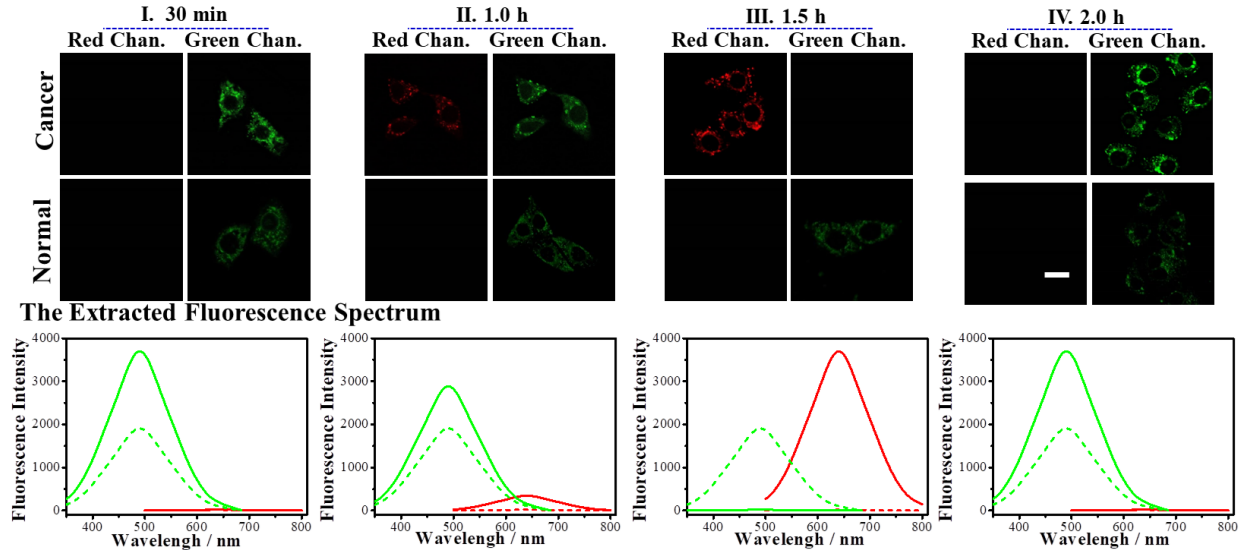 I. 30 min II. 1.0 h III. 1.5 h IV. 2.0 h
Red Chan. Green Chan. Red Chan. Green Chan. Red Chan. Green Chan. Red Chan. Green Chan.
Cancer
Normal
The Extracted Fluorescence Spectrum
Fluorescence Intensity
4000
3000
2000
1000
0
400 500 600 700 800
Wavelengh / nm
Fluorescence Intensity
4000
3000
2000
1000
0
400 500 600 700 800
Wavelengh / nm
Fluorescence Intensity
4000
3000
2000
1000
0
400 500 600 700 800
Wavelengh / nm
Fluorescence Intensity
4000
3000
2000
1000
0
400 500 600 700 800
Wavelengh / nm